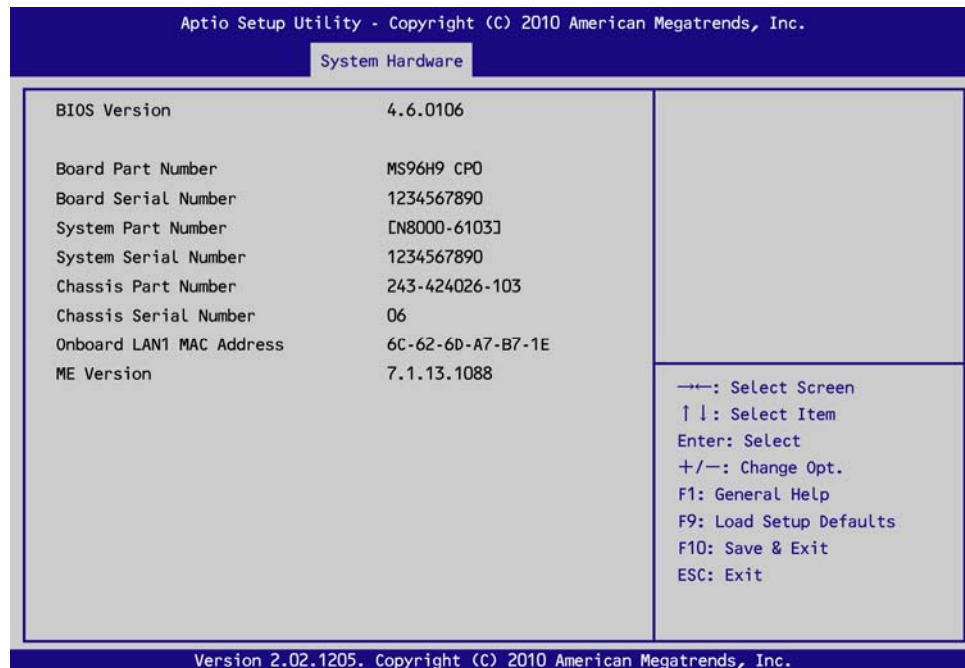 Aptio Setup Utility - Copyright (C) 2010 American Megatrends, Inc.
System Hardware
BIOS Version 4.6.0106
Board Part Number MS96H9 CPO
Board Serial Number 1234567890
System Part Number [N8000-6103]
System Serial Number 1234567890
Chassis Part Number 243-424026-103
Chassis Serial Number 06
Onboard LAN1 MAC Address 6C-62-6D-A7-B7-1E
ME Version 7.1.13.1088
→←: Select Screen
↑↓: Select Item
Enter: Select
+/-: Change Opt.
F1: General Help
F9: Load Setup Defaults
F10: Save & Exit
ESC: Exit
Version 2.02.1205. Copyright (C) 2010 American Megatrends, Inc.